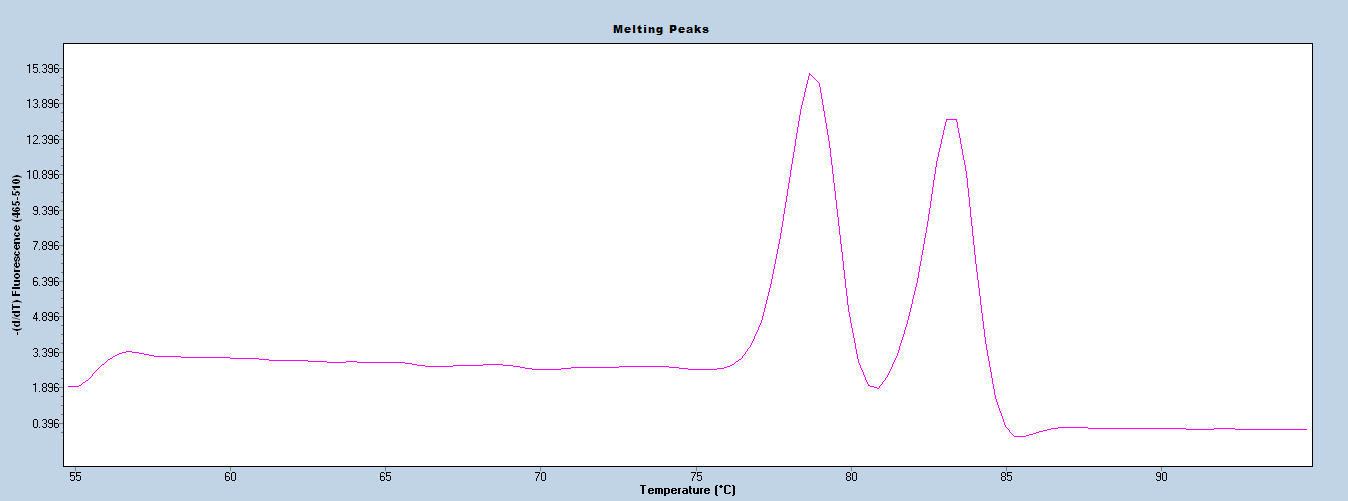 Melting Peaks
-(d/dT) Fluorescence (465-510)
15.396
13.896
12.396
10.896
9.396
7.896
6.396
4.896
3.396
1.896
0.396
55 60 65 70 75 80 85 90
Temperature (°C)